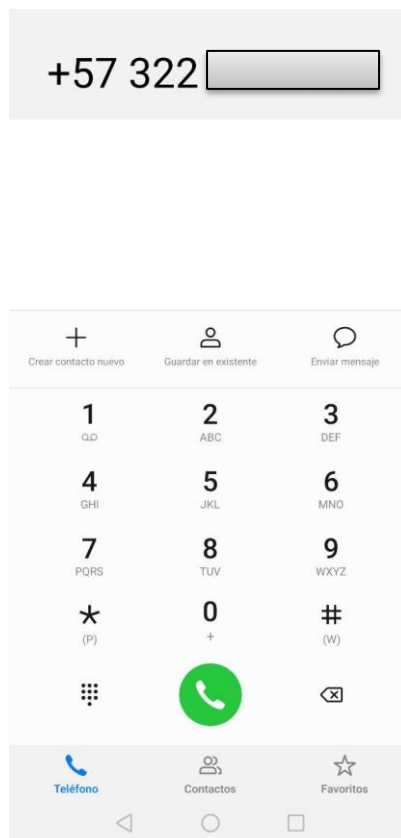 +57 322
Crear contacto nuevo Guardar en existente Enviar mensaje
1 2 3
ABC DEF
4 5 6
GHI JKL MNO
7 8 9
PQRS TUV WXYZ
* 0 #
(P) + (W)
Teléfono Contactos Favoritos